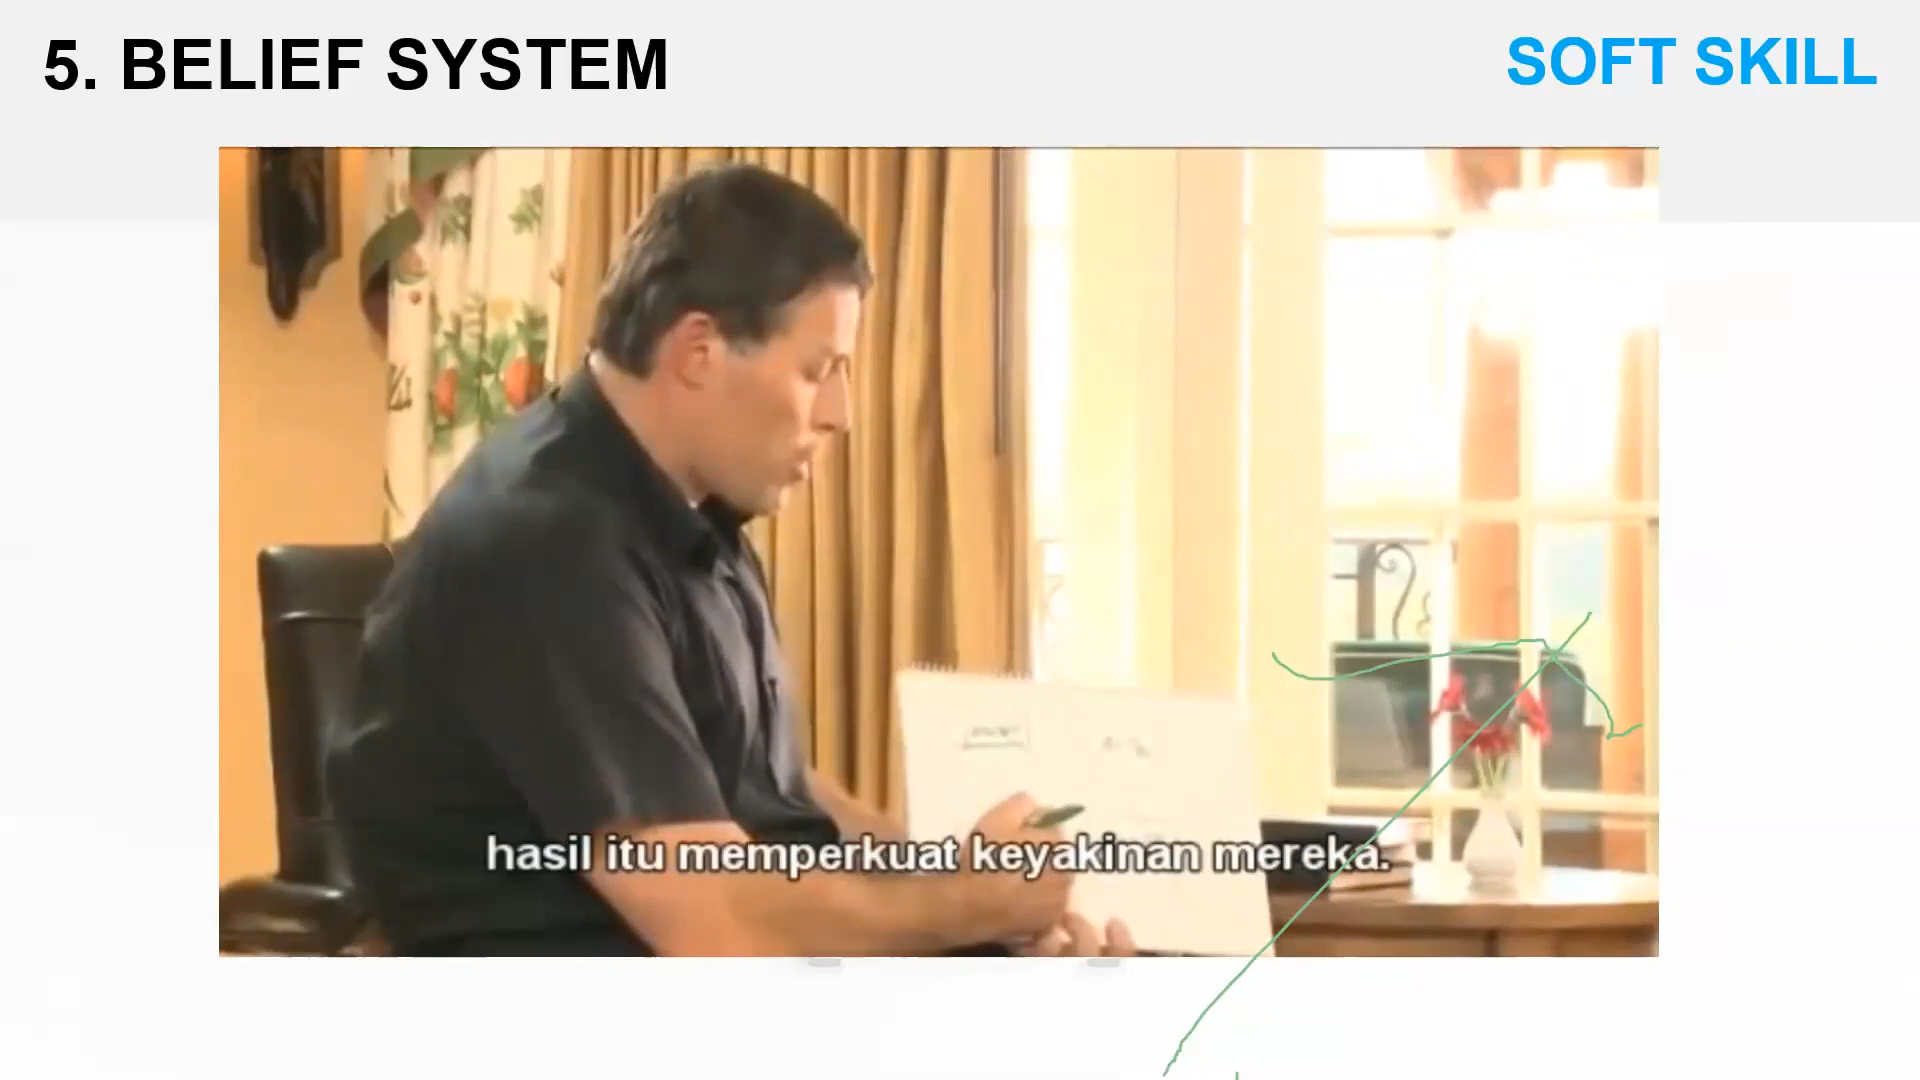 5. BELIEF SYSTEM
SOFT SKILL
hasil itu memperkuat keyakinan mereka.